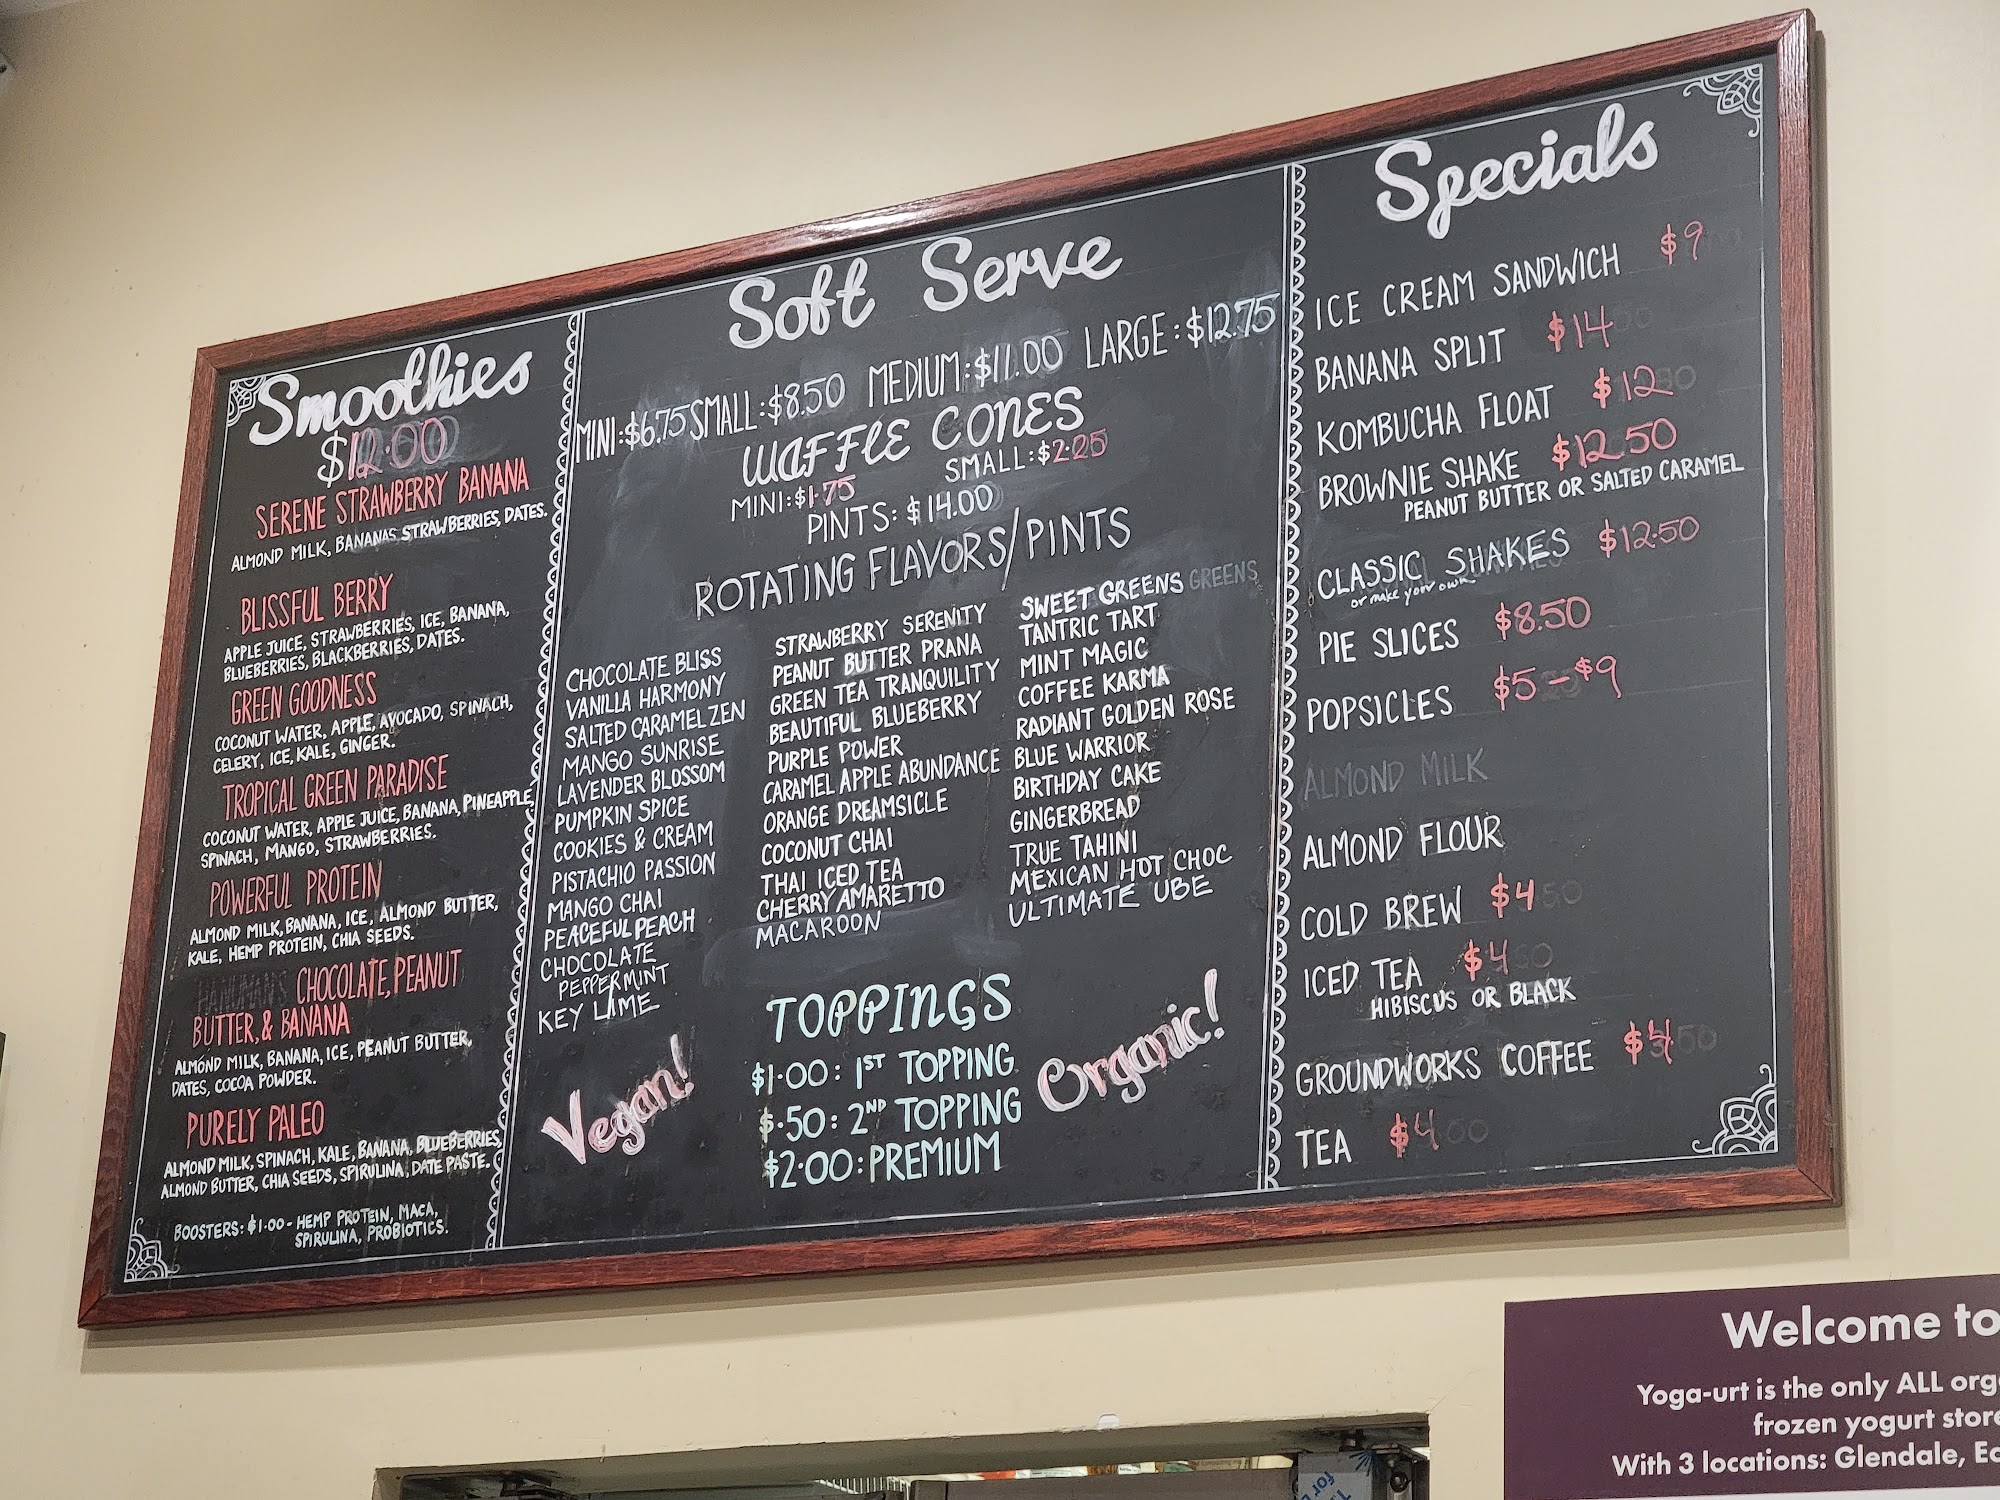 Smoothies
$12.00
SERENE STRAWBERRY BANANA
ALMOND MILK, BANANAS, STRAWBERRIES, DATES.
BLISSFUL BERRY
APPLE JUICE, STRAWBERRIES, ICE, BANANA,
BLUEBERRIES, BLACKBERRIES, DATES.
GREEN GOODNESS
COCONUT WATER, APPLE, AVOCADO, SPINACH,
CELERY, ICE, KALE, GINGER.
TROPICAL GREEN PARADISE
COCONUT WATER, APPLE JUICE, BANANA, PINEAPPLE,
SPINACH, MANGO, STRAWBERRIES.
POWERFUL PROTEIN
ALMOND MILK, BANANA, ICE, ALMOND BUTTER,
KALE, HEMP PROTEIN, CHIA SEEDS.
HANUMAN'S CHOCOLATE, PEANUT
BUTTER, & BANANA
ALMOND MILK, BANANA, ICE, PEANUT BUTTER,
DATES, COCOA POWDER.
PURELY PALEO
ALMOND MILK, SPINACH, KALE, BANANA, BLUEBERRIES,
ALMOND BUTTER, CHIA SEEDS, SPIRULINA, DATE PASTE.
BOOSTERS: $1.00 - HEMP PROTEIN, MACA,
SPIRULINA, PROBIOTICS.
Soft Serve
MINI: $6.75 SMALL: $8.50 MEDIUM: $11.00 LARGE: $12.75
WAFFLE CONES
MINI: $1.75 SMALL: $2.25
PINTS: $14.00
ROTATING FLAVORS/PINTS
CHOCOLATE BLISS
VANILLA HARMONY
SALTED CARAMEL ZEN
MANGO SUNRISE
LAVENDER BLOSSOM
PUMPKIN SPICE
COOKIES & CREAM
PISTACHIO PASSION
MANGO CHAI
PEACEFUL PEACH
CHOCOLATE
PEPPERMINT
KEY LIME
STRAWBERRY SERENITY
PEANUT BUTTER PRANA
GREEN TEA TRANQUILITY
BEAUTIFUL BLUEBERRY
PURPLE POWER
CARAMEL APPLE ABUNDANCE
ORANGE DREAMSICLE
COCONUT CHAI
THAI ICED TEA
CHERRY AMARETTO
MACAROON
SWEET GREENS GREENS
TANTRIC TART
MINT MAGIC
COFFEE KARMA
RADIANT GOLDEN ROSE
BLUE WARRIOR
BIRTHDAY CAKE
GINGERBREAD
TRUE TAHINI
MEXICAN HOT CHOC
ULTIMATE UBE
Vegan!
TOPPINGS
$1.00: 1ST TOPPING
$.50: 2ND TOPPING
$2.00: PREMIUM
Organic!
Specials
ICE CREAM SANDWICH $9
BANANA SPLIT $14
KOMBUCHA FLOAT $12
BROWNIE SHAKE $12.50
PEANUT BUTTER OR SALTED CARAMEL
CLASSIC SHAKES $12.50
or make your own
PIE SLICES $8.50
POPSICLES $5-$9
ALMOND MILK
ALMOND FLOUR
COLD BREW $4
ICED TEA $4
HIBISCUS OR BLACK
GROUNDWORKS COFFEE $4
TEA $4
Welcome to
Yoga-urt is the only ALL
frozen yogurt
With 3 locations: Glendale,